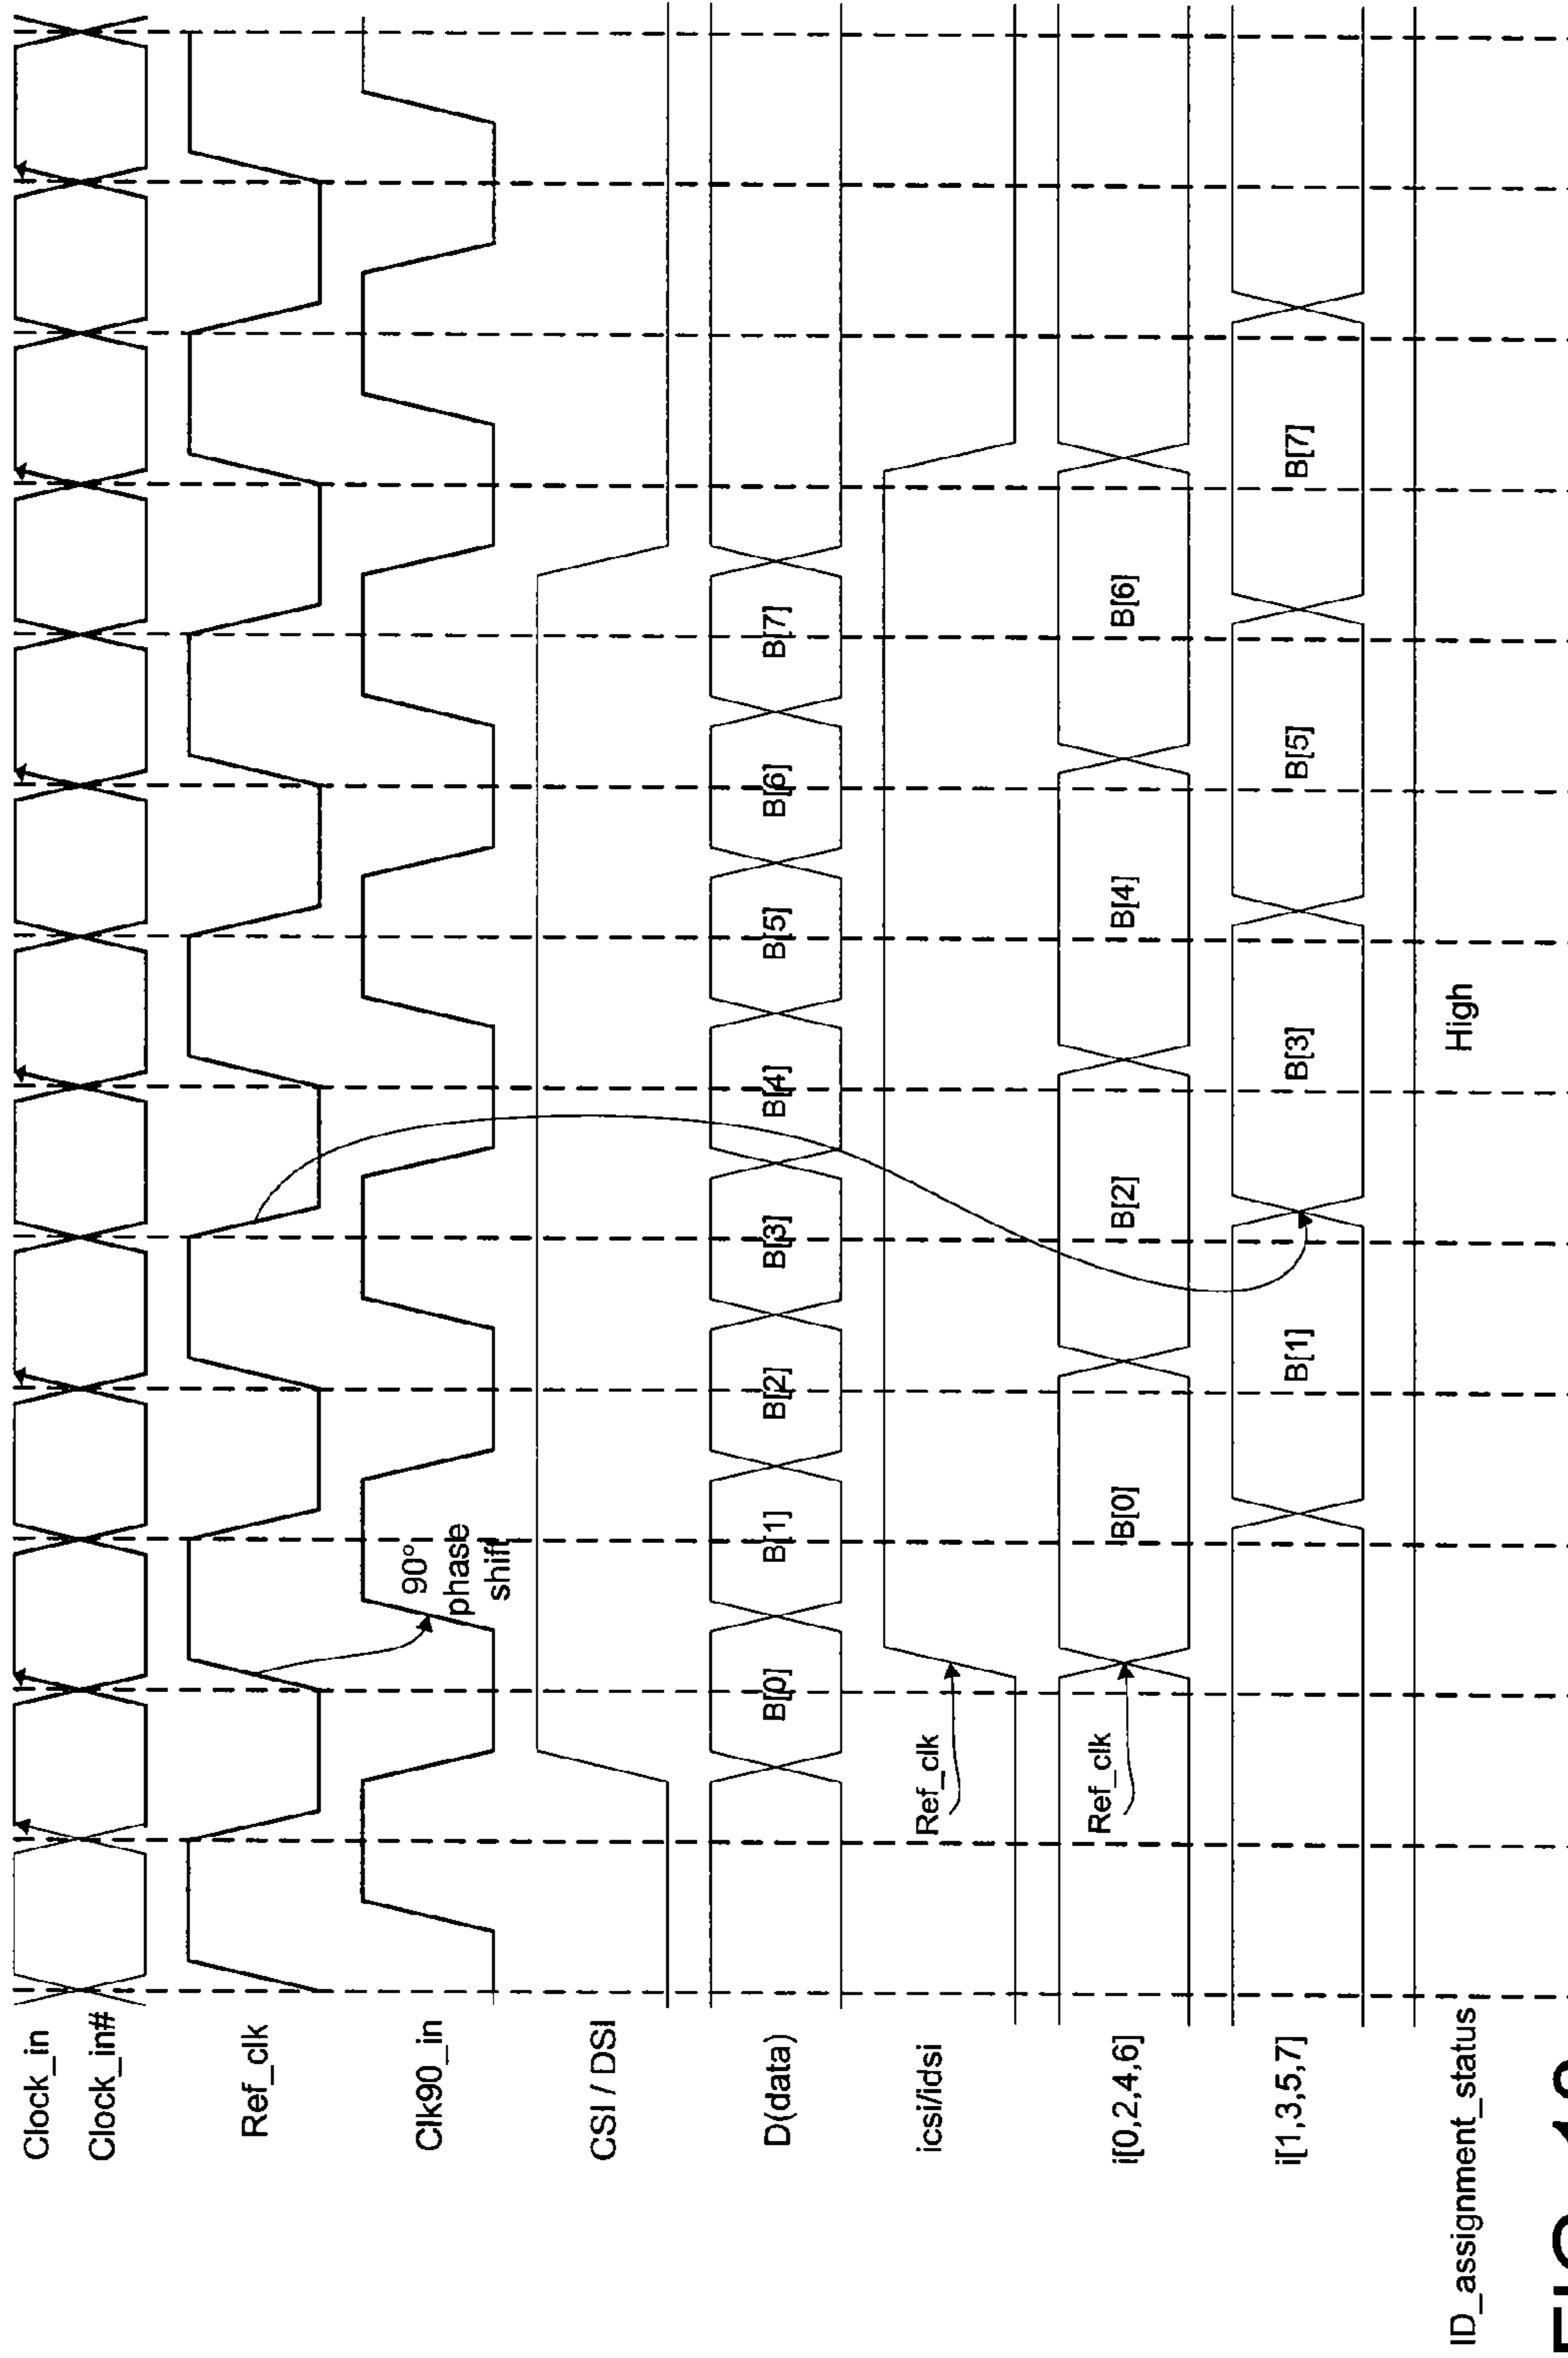 Clock_in
Clock_in#
Ref_clk
90°
phase
shift
Clk90_in
CSI / DSI
D(data)
B[0]
B[1]
B[2]
B[3]
B[4]
B[5]
B[6]
B[7]
icsi/idsi
Ref_clk
i[0,2,4,6]
Ref_clk
B[0]
B[2]
B[4]
B[6]
i[1,3,5,7]
B[1]
B[3]
B[5]
B[7]
ID_assignment_status
High